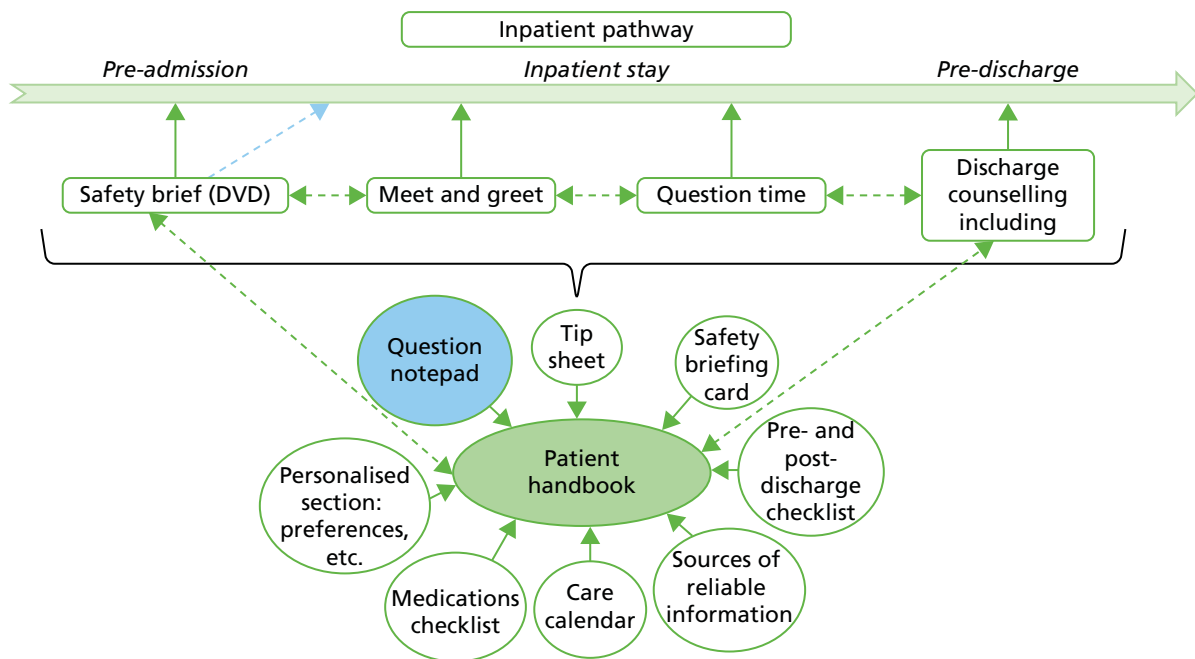 Inpatient pathway
Pre-admission
Inpatient stay
Pre-discharge
Safety brief (DVD)
Meet and greet
Question time
Discharge
counselling
including
Question
notepad
Tip
sheet
Safety
briefing
card
Patient
handbook
Pre- and
post-
discharge
checklist
Personalised
section:
preferences,
etc.
Medications
checklist
Care
calendar
Sources of
reliable
information